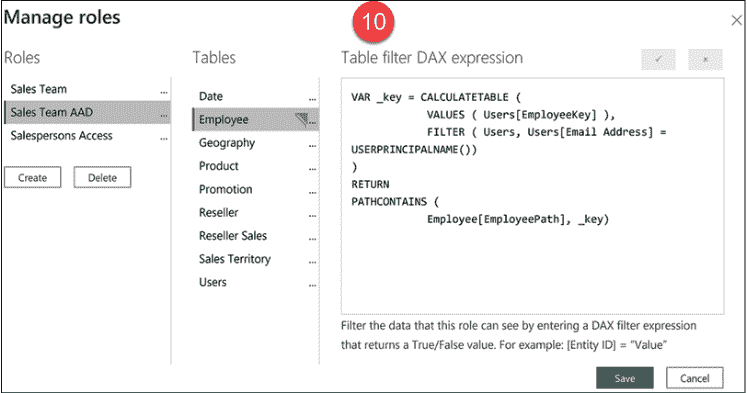 Manage roles
10
Roles
Tables
Table filter DAX expression
Sales Team ...
Sales Team AAD ...
Salespersons Access ...
Create
Delete
Date ...
Employee ...
Geography ...
Product ...
Promotion ...
Reseller ...
Reseller Sales ...
Sales Territory ...
Users ...
VAR _key = CALCULATETABLE (
VALUES ( Users[EmployeeKey] ),
FILTER ( Users, Users[Email Address] =
USERPRINCIPALNAME())
)
RETURN
PATHCONTAINS (
Employee[EmployeePath], _key)
Filter the data that this role can see by entering a DAX filter expression
that returns a True/False value. For example: [Entity ID] = "Value"
Save
Cancel